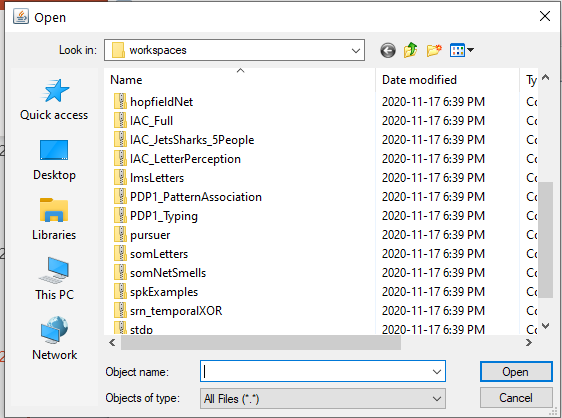 Open
Look in: workspaces
Name Date modified Ty
hopfieldNet 2020-11-17 6:39 PM Co
IAC_Full 2020-11-17 6:39 PM Co
IAC_JetsSharks_5People 2020-11-17 6:39 PM Co
IAC_LetterPerception 2020-11-17 6:39 PM Co
lmsLetters 2020-11-17 6:39 PM Co
PDP1_PatternAssociation 2020-11-17 6:39 PM Co
PDP1_Typing 2020-11-17 6:39 PM Co
pursuer 2020-11-17 6:39 PM Co
somLetters 2020-11-17 6:39 PM Co
somNetSmells 2020-11-17 6:39 PM Co
spkExamples 2020-11-17 6:39 PM Co
srn_temporalXOR 2020-11-17 6:39 PM Co
stdp 2020-11-17 6:39 PM Co
Quick access
Desktop
Libraries
This PC
Network
Object name: Open
Objects of type: All Files (*.*) Cancel